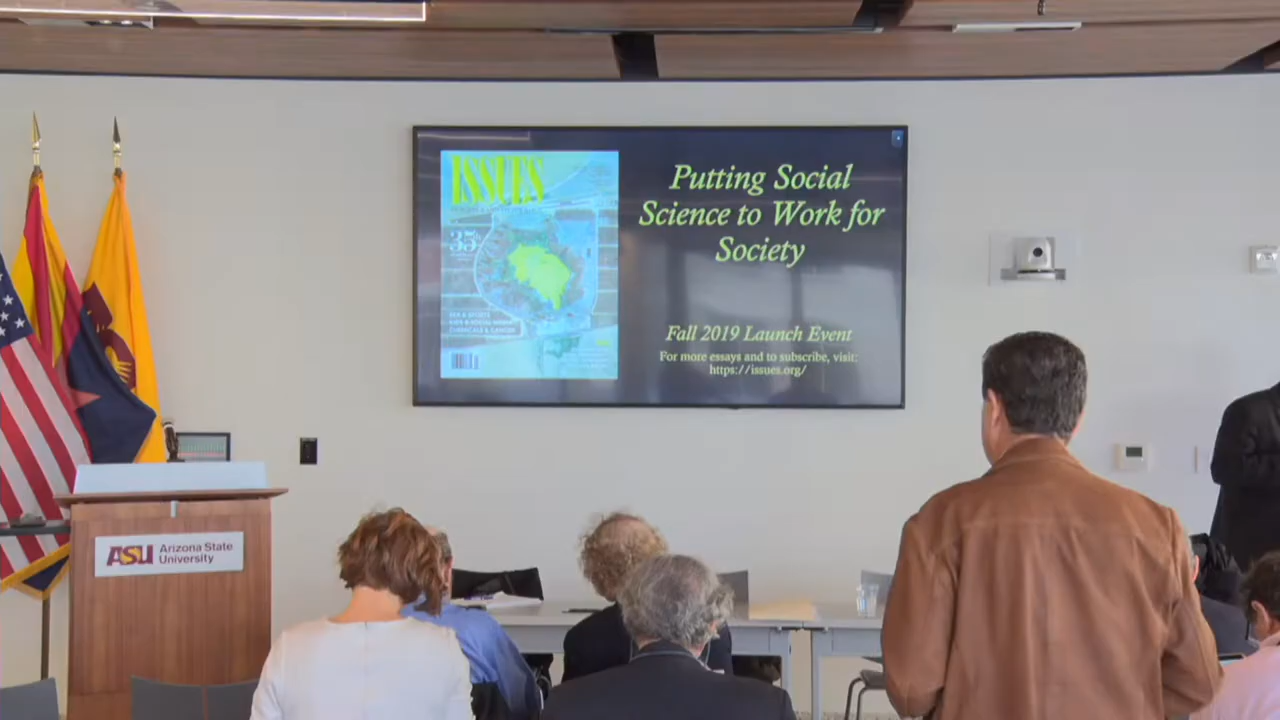 ISSUES
35
Putting Social
Science to Work for
Society
Fall 2019 Launch Event
For more essays and to subscribe, visit:
https://issues.org/
ASU Arizona State
University